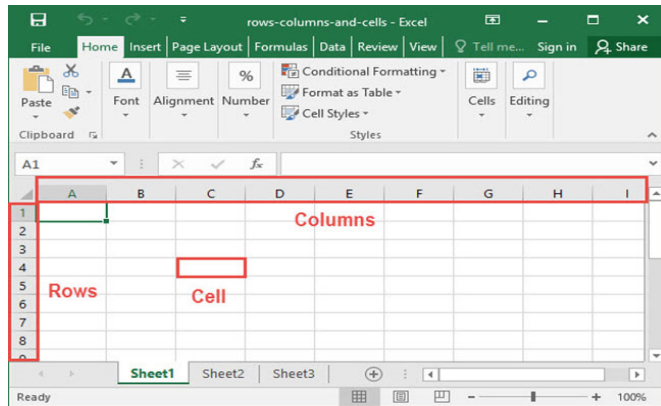 rows-columnns-and-cells - Excel
File Home Insert Page Layout Formulas Data Review View Tell me... Sign in Share
Paste Font Alignment Number % Conditional Formatting
Format as Table
Cell Styles
Cells Editing
Clipboard Styles
A1 fx
A B C D E F G H I
1 Columns
2
3
4
5 Rows Cell
6
7
8
9
Sheet1 Sheet2 Sheet3
Ready 100%